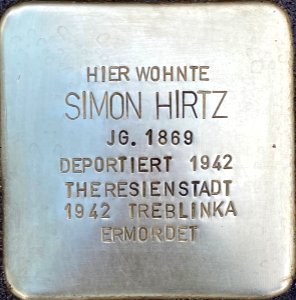 HIER WOHNTE
SIMON HIRTZ
JG. 1869
DEPORTIERT 1942
THERESIENSTADT
1942 TREBLINKA
ERMORDET